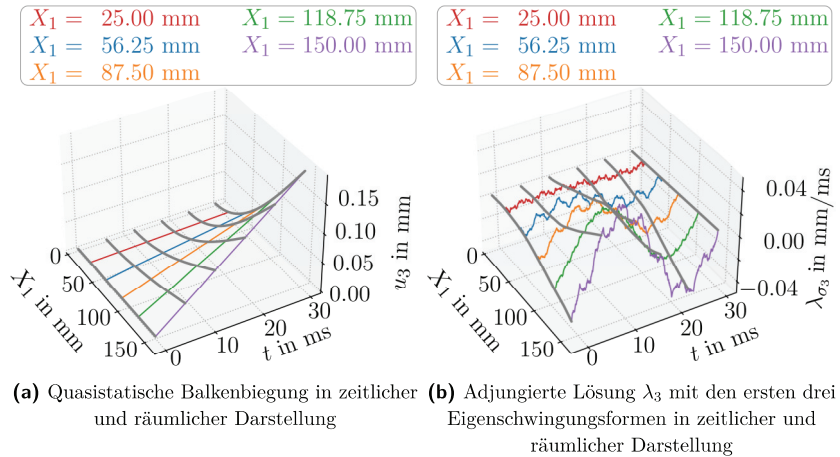 X₁ = 25.00 mm
X₁ = 56.25 mm
X₁ = 87.50 mm
X₁ = 118.75 mm
X₁ = 150.00 mm
0.15
0.10
0.05
0.00
u₃ in mm
0
50
100
150
X₁ in mm
0
10
20
30
t in ms
(a) Quasistatische Balkenbiegung in zeitlicher
und räumlicher Darstellung
X₁ = 25.00 mm
X₁ = 56.25 mm
X₁ = 87.50 mm
X₁ = 118.75 mm
X₁ = 150.00 mm
0.04
0.00
−0.04
λσ₃ in mm/ms
0
50
100
150
X₁ in mm
0
10
20
30
t in ms
(b) Adjungierte Lösung λ₃ mit den ersten drei
Eigenschwingungsformen in zeitlicher und
räumlicher Darstellung